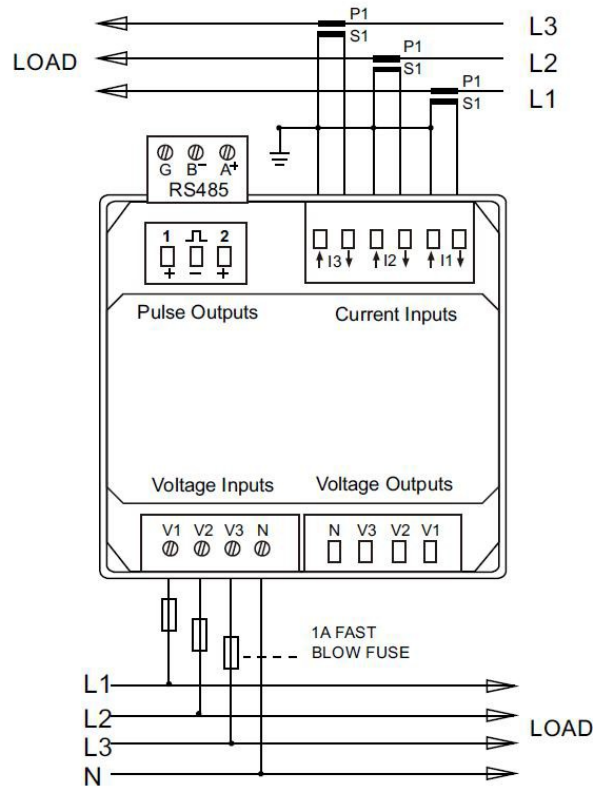 P1
L3
S1
P1
LOAD
L2
S1
P1
S1
L1
G B- A+
RS485
1 2
+ - +
I3 I2 I1
Pulse Outputs
Current Inputs
Voltage Inputs
Voltage Outputs
V1 V2 V3 N
N V3 V2 V1
1A FAST
BLOW FUSE
L1
L2
LOAD
L3
N